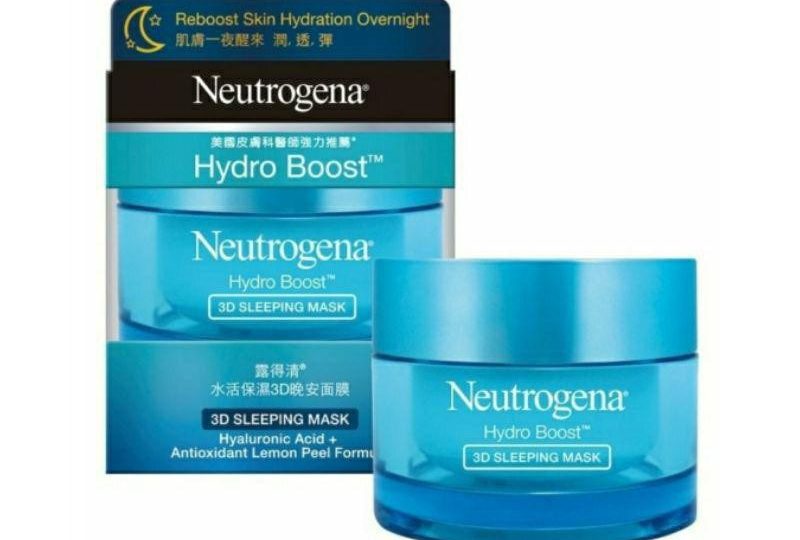 Reboost Skin Hydration Overnight
肌膚一夜醒來 潤, 透, 彈
Neutrogena®
美國皮膚科醫師強力推薦*
Hydro Boost™
Neutrogena®
Hydro Boost™
3D SLEEPING MASK
露得清®
水活保濕3D晚安面膜
3D SLEEPING MASK
Hyaluronic Acid +
Antioxidant Lemon Peel Formu
Neutrogena®
Hydro Boost™
3D SLEEPING MASK